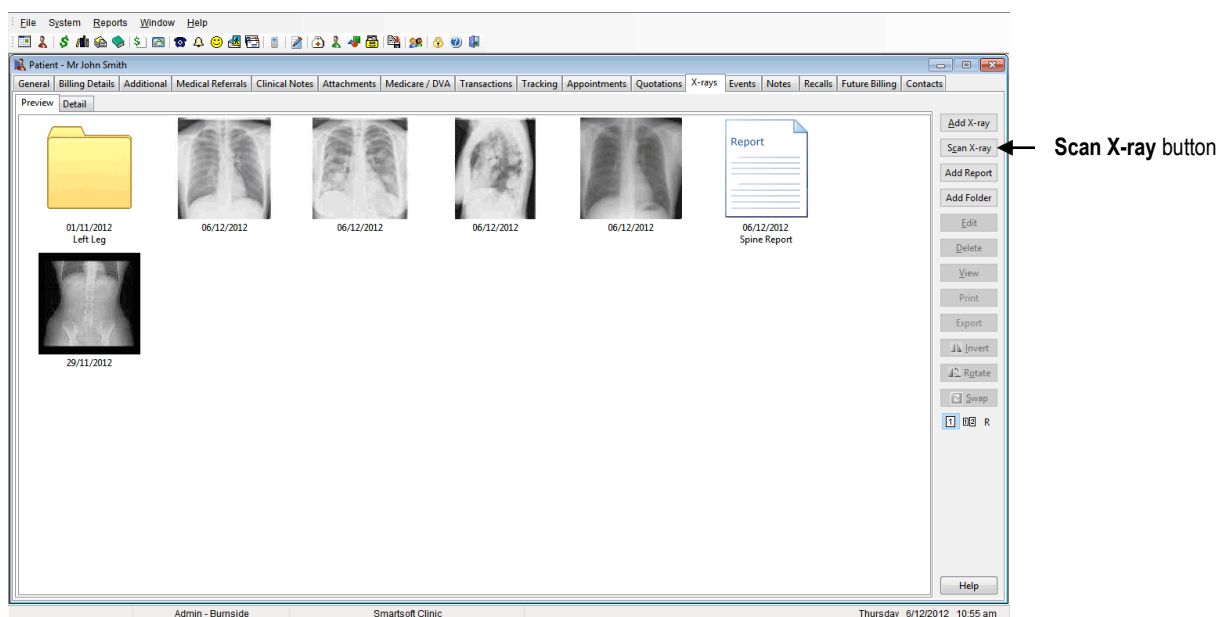 File System Reports Window Help
Patient - Mr John Smith
General Billing Details Additional Medical Referrals Clinical Notes Attachments Medicare / DVA Transactions Tracking Appointments Quotations X-rays Events Notes Recalls Future Billing Contacts
Preview Detail
Add X-ray
Scan X-ray
Scan X-ray button
Add Report
Add Folder
Edit
Delete
View
Print
Export
Invert
Rotate
Swap
1 12 R
Report
01/11/2012
Left Leg
06/12/2012
06/12/2012
06/12/2012
06/12/2012
06/12/2012
Spine Report
29/11/2012
Help
Admin - Burnside Smartsoft Clinic Thursday 6/12/2012 10:55 am